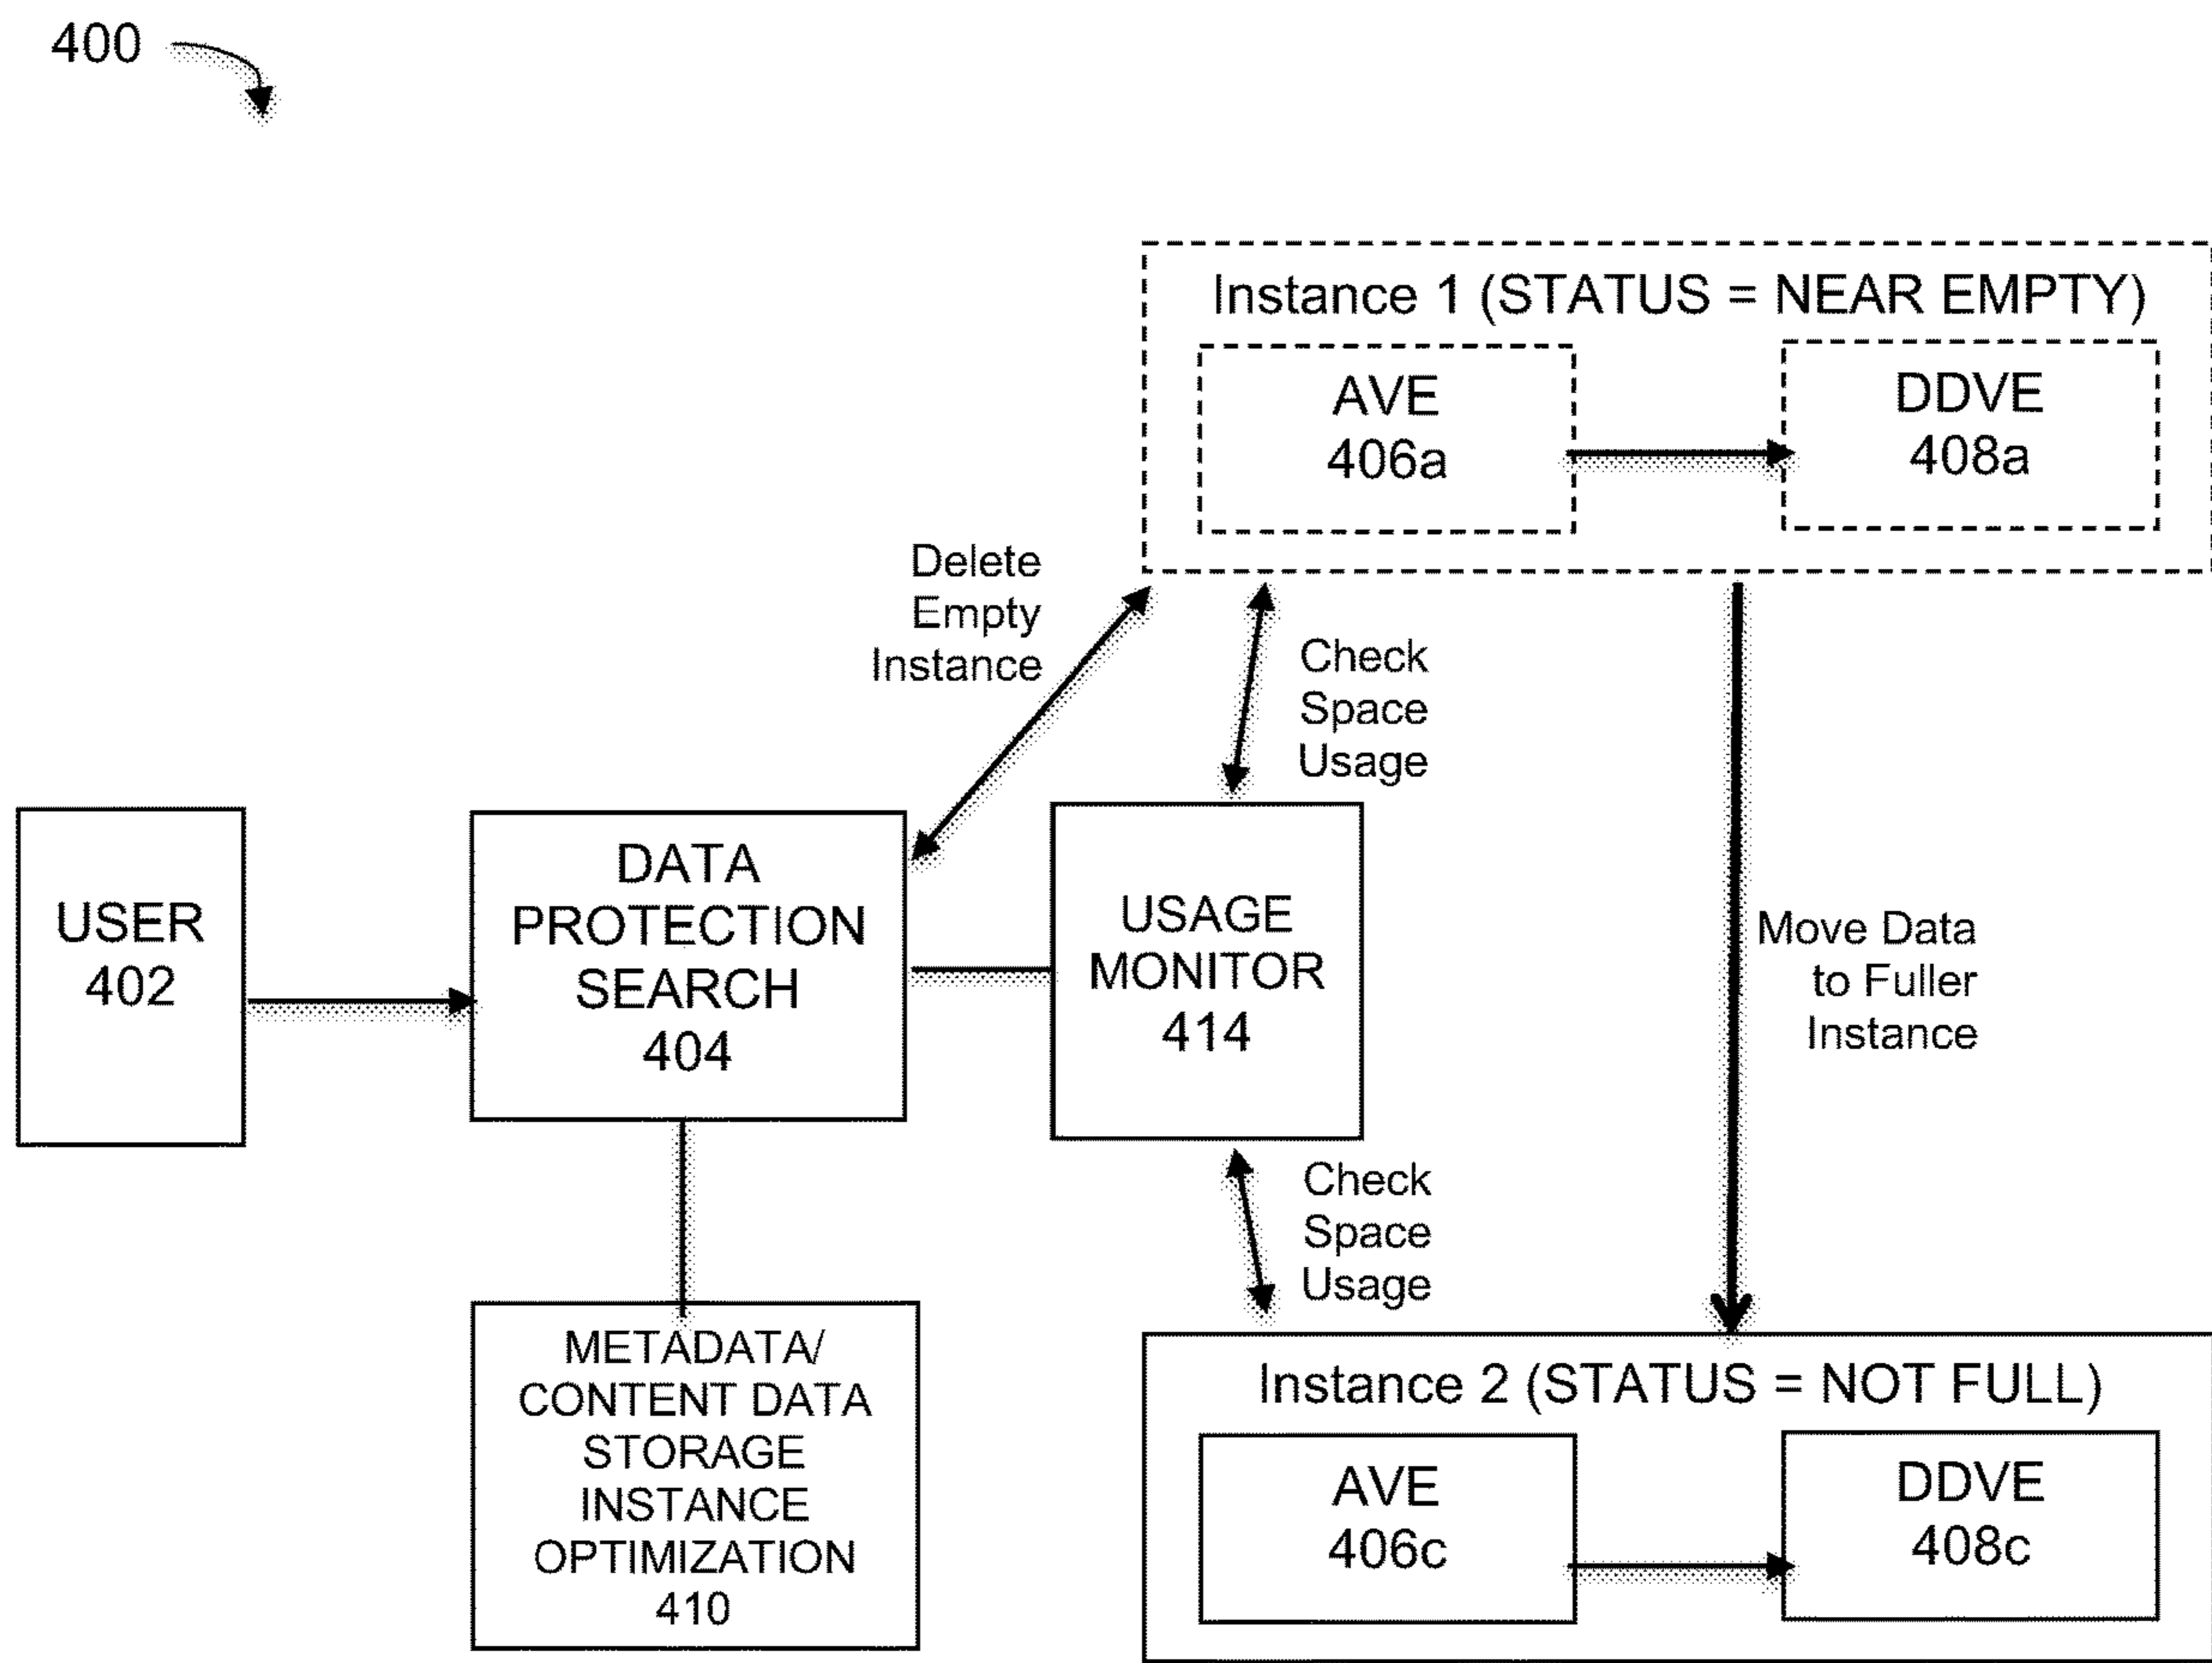 400
Instance 1 (STATUS = NEAR EMPTY)
AVE
406a
DDVE
408a
Delete
Empty
Instance
Check
Space
Usage
USER
402
DATA
PROTECTION
SEARCH
404
USAGE
MONITOR
414
Move Data
to Fuller
Instance
Check
Space
Usage
METADATA/
CONTENT DATA
STORAGE
INSTANCE
OPTIMIZATION
410
Instance 2 (STATUS = NOT FULL)
AVE
406c
DDVE
408c